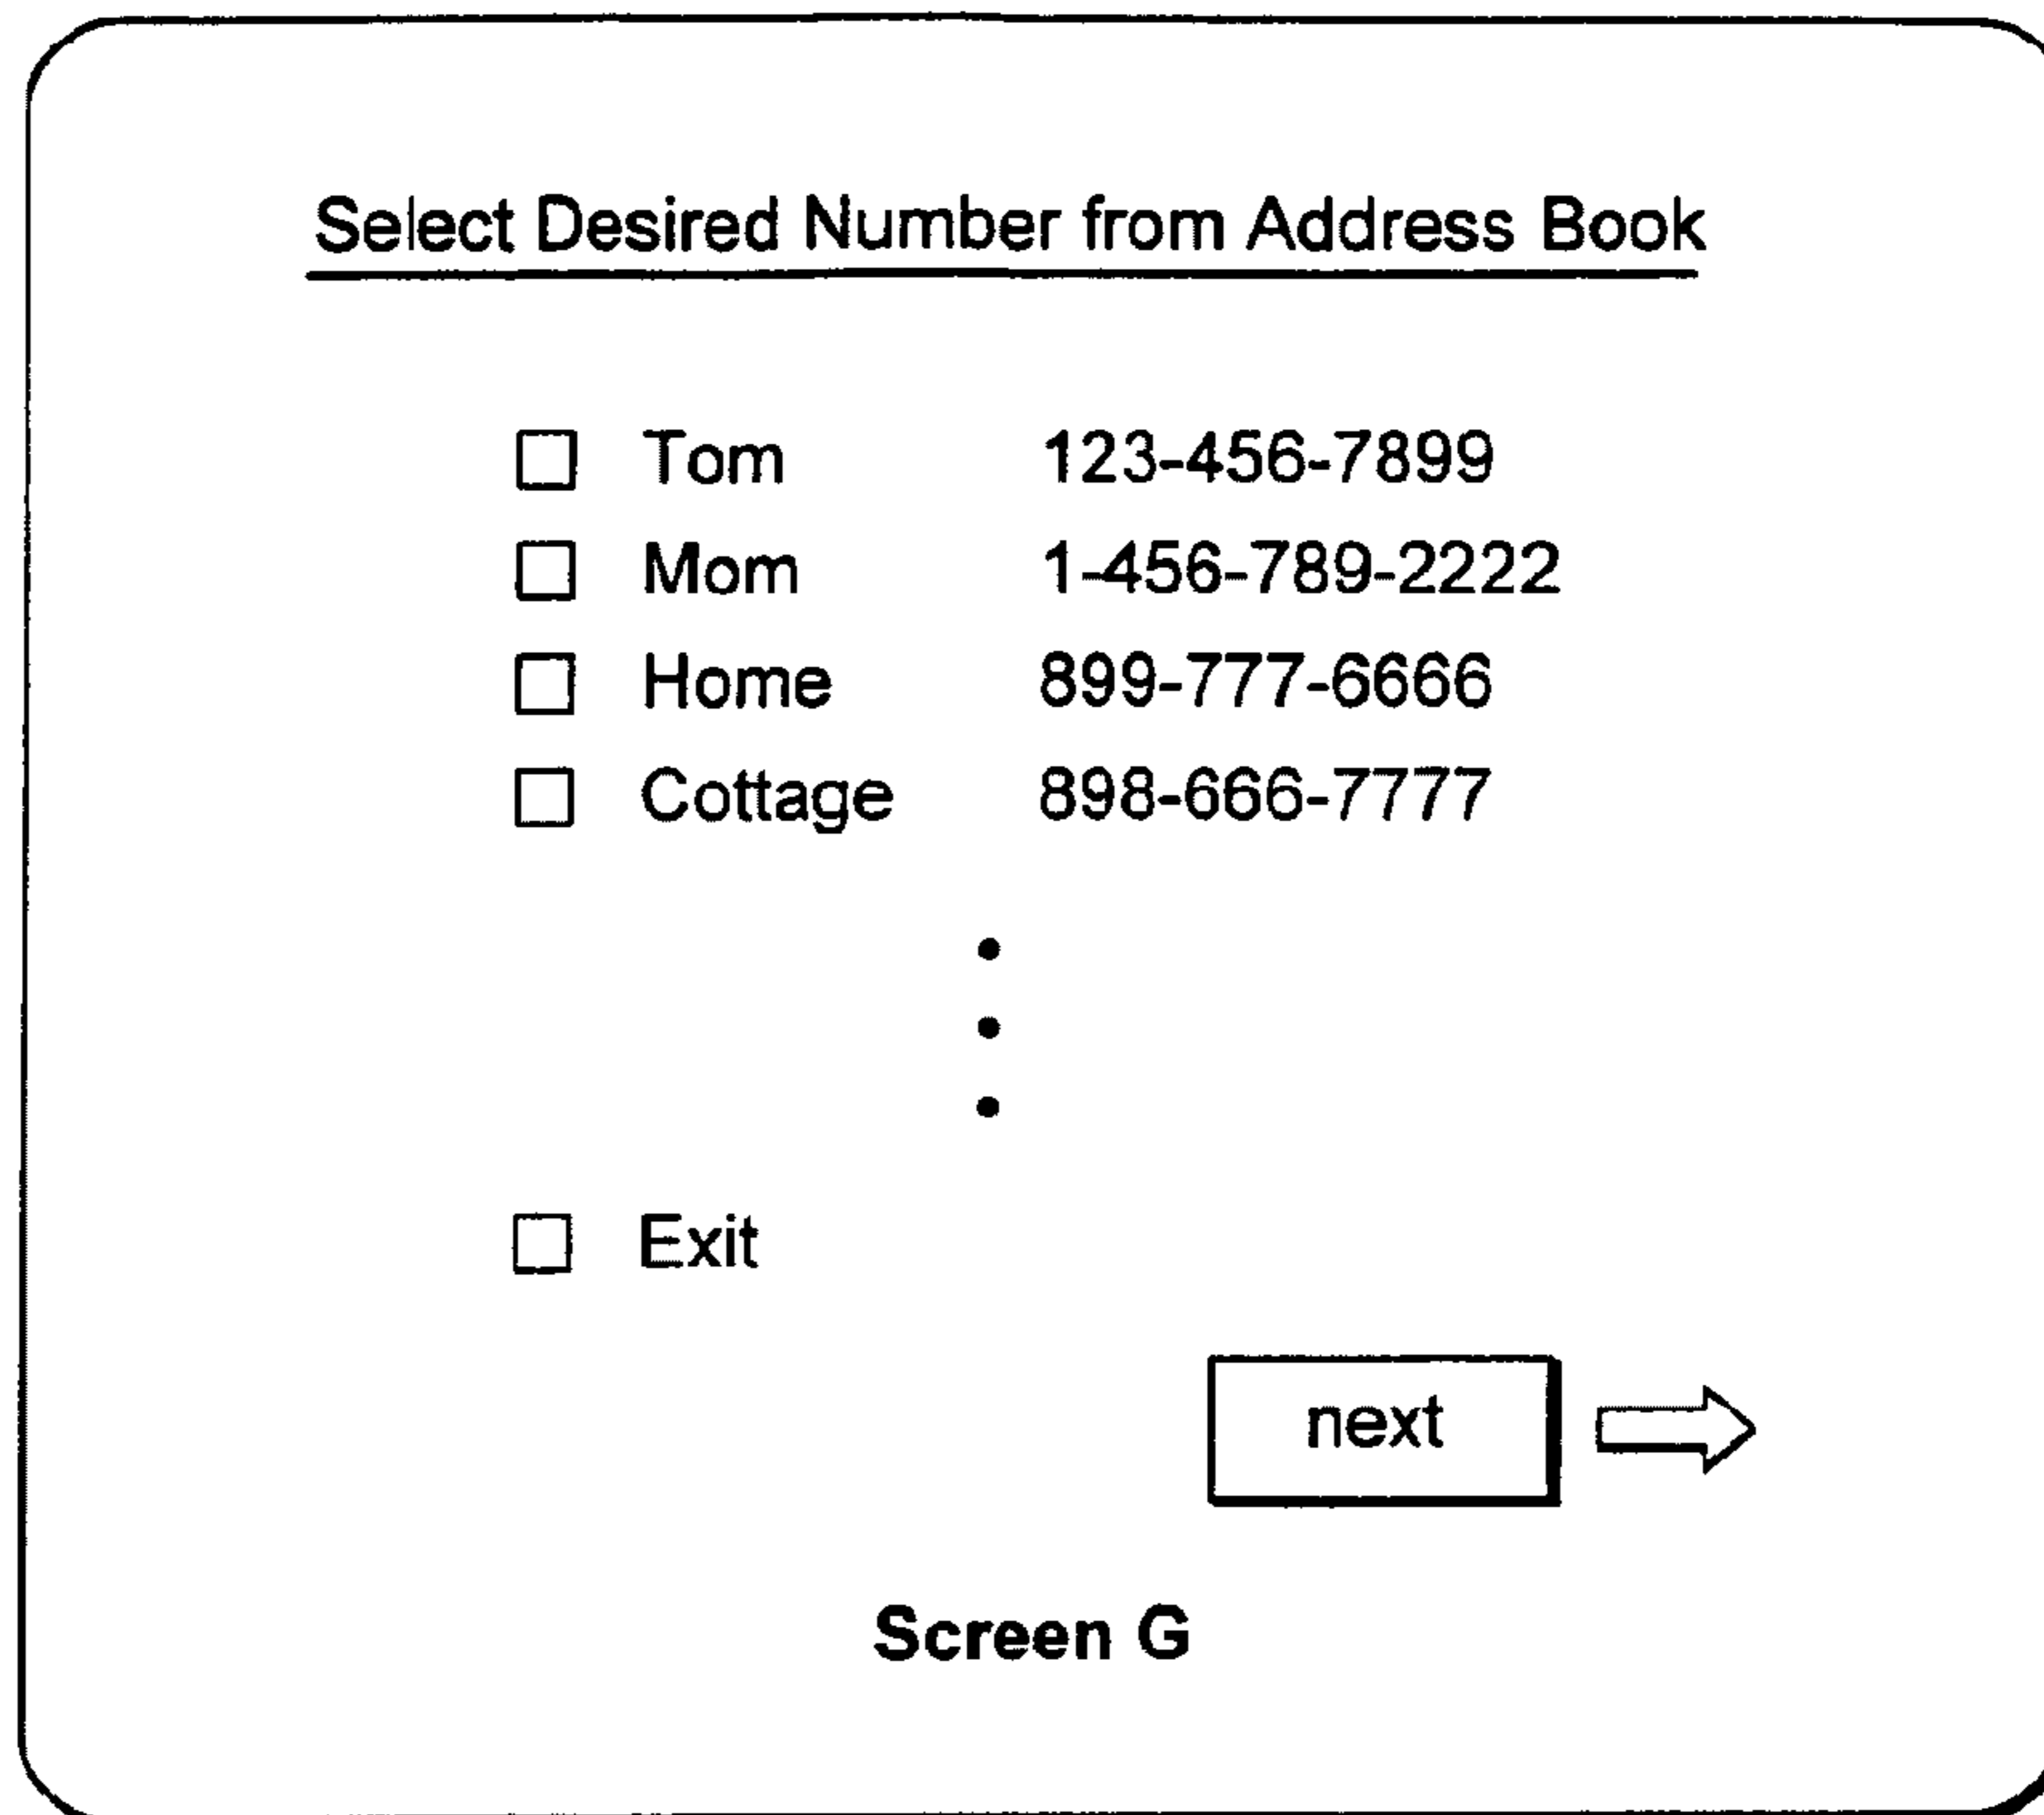 Select Desired Number from Address Book
Tom 123-456-7899
Mom 1-456-789-2222
Home 899-777-6666
Cottage 898-666-7777
Exit
next
Screen G